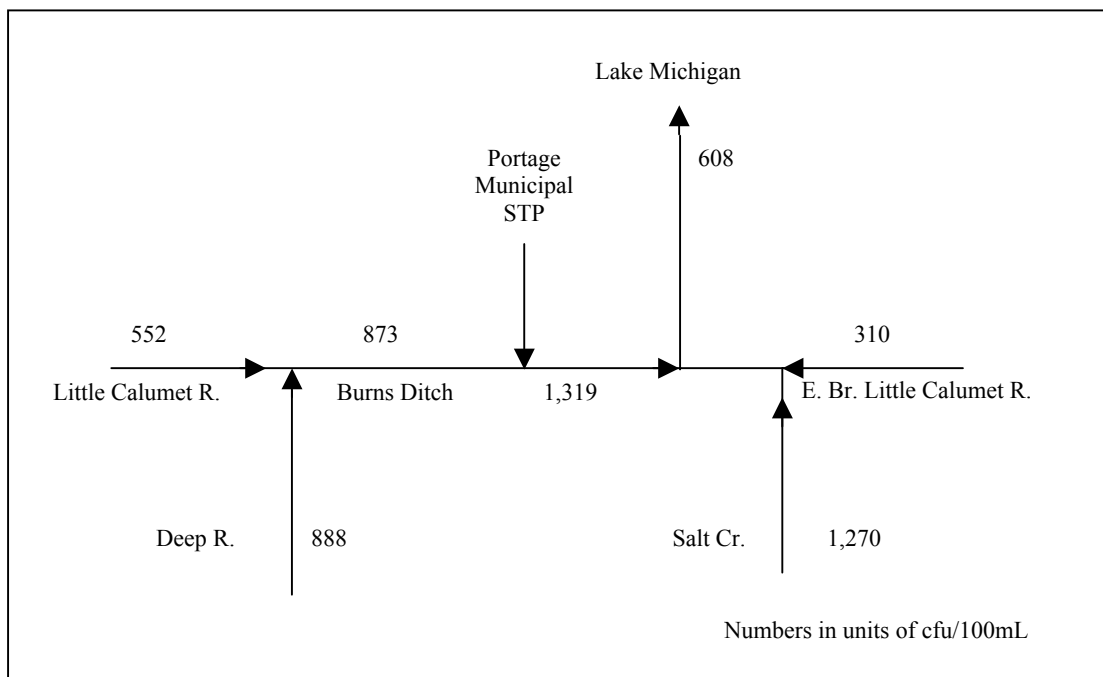 Lake Michigan
608
Portage
Municipal
STP
552
873
310
Little Calumet R.
Burns Ditch
1,319
E. Br. Little Calumet R.
Deep R.
888
Salt Cr.
1,270
Numbers in units of cfu/100mL